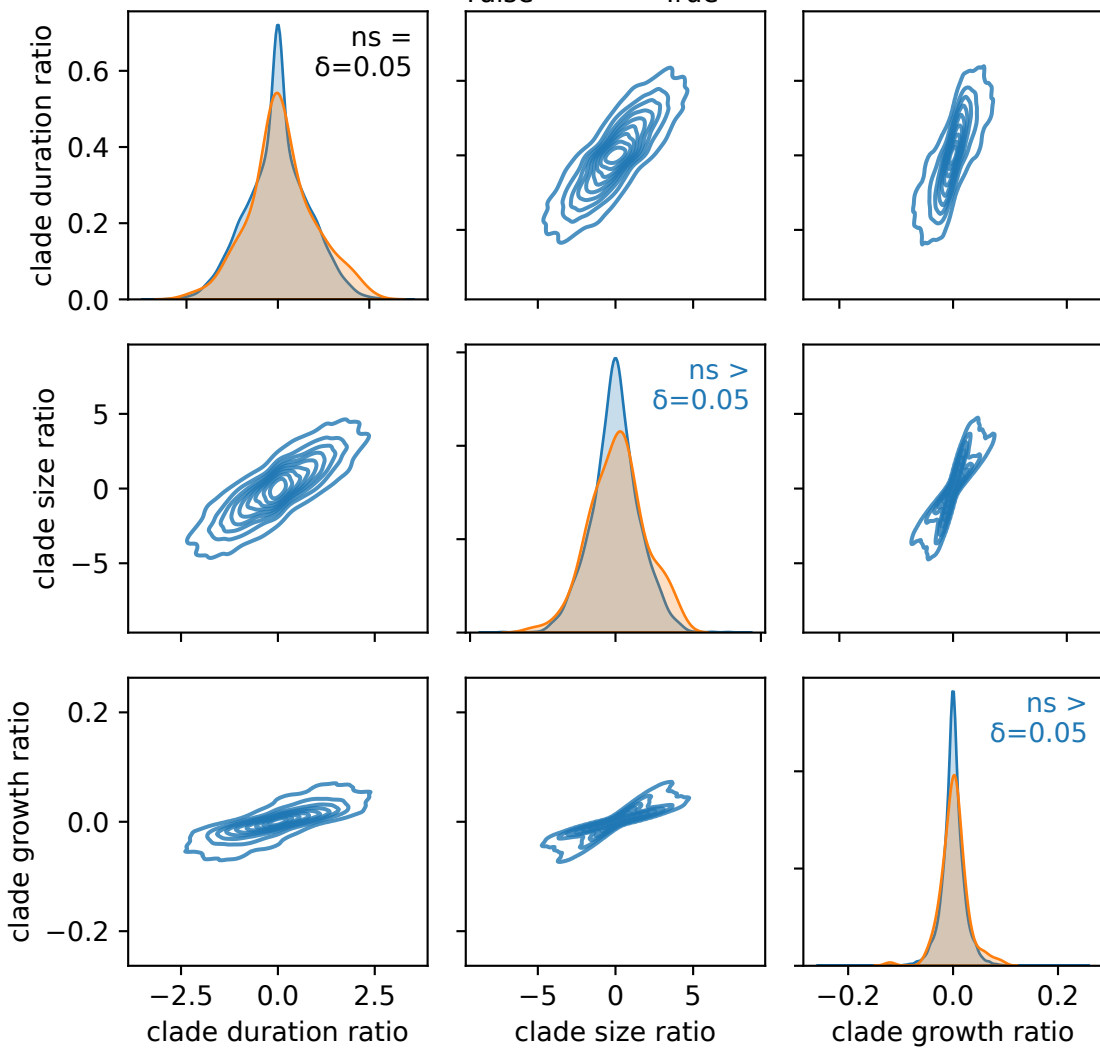 True
clade duration ratio
0.6
0.4
0.2
0.0
ns =
δ=0.05
clade size ratio
5
0
−5
ns >
δ=0.05
clade growth ratio
0.2
0.0
−0.2
ns >
δ=0.05
−2.5 0.0 2.5
−5 0 5
−0.2 0.0 0.2
clade duration ratio
clade size ratio
clade growth ratio